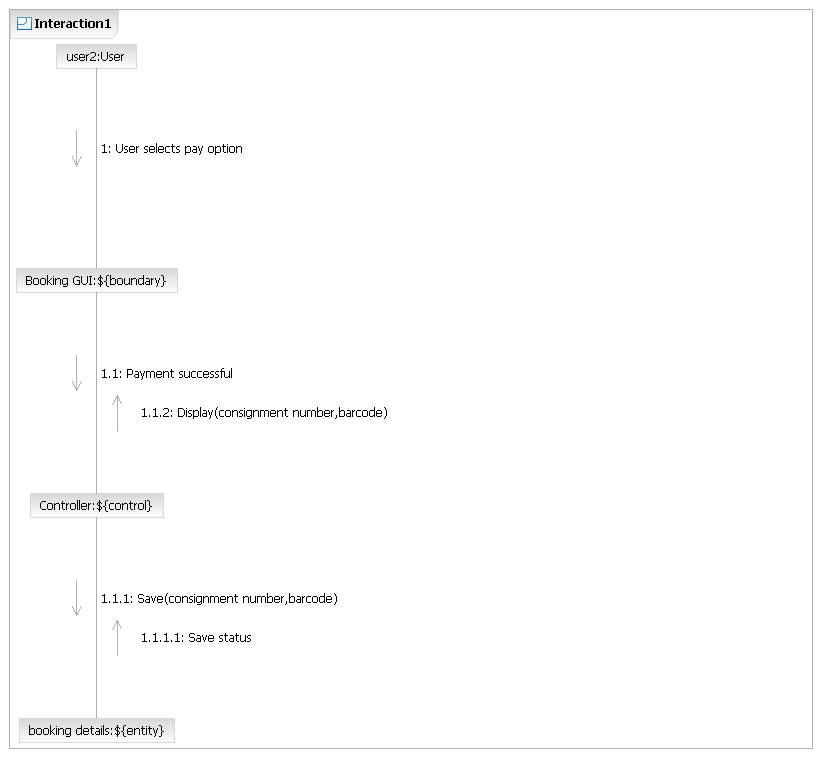 Interaction1
user2:User
1: User selects pay option
Booking GUI:${boundary}
1.1: Payment successful
1.1.2: Display(consignment number,barcode)
Controller:${control}
1.1.1: Save(consignment number,barcode)
1.1.1.1: Save status
booking details:${entity}